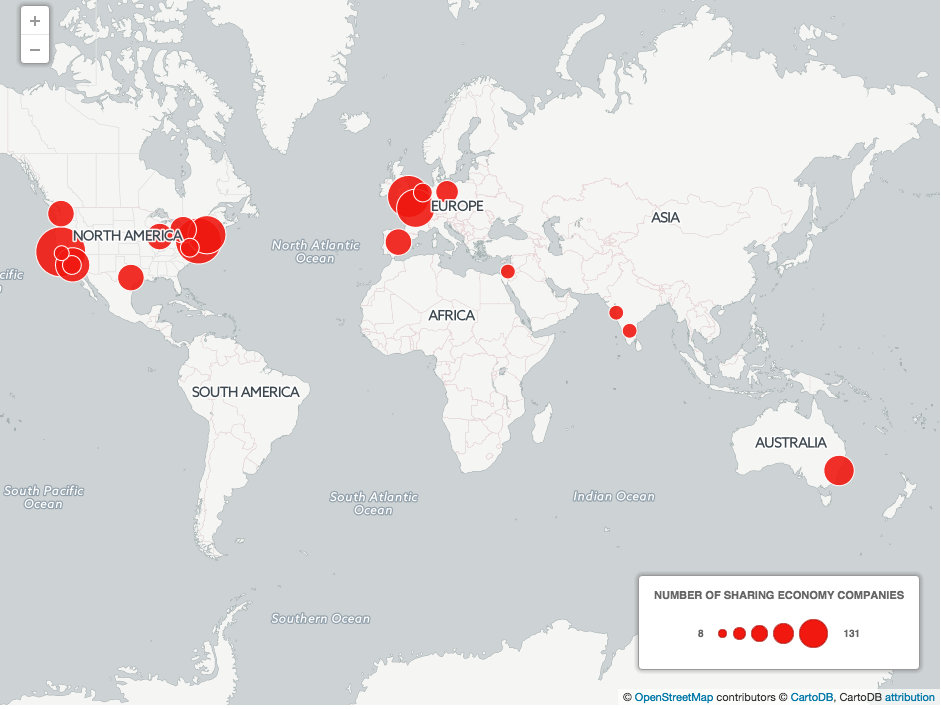 +
−
NORTH AMERICA
EUROPE
ASIA
North Atlantic
Ocean
cific
AFRICA
SOUTH AMERICA
AUSTRALIA
South Pacific
Ocean
South Atlantic
Ocean
Indian Ocean
Southern Ocean
NUMBER OF SHARING ECONOMY COMPANIES
8 131
© OpenStreetMap contributors © CartoDB, CartoDB attribution